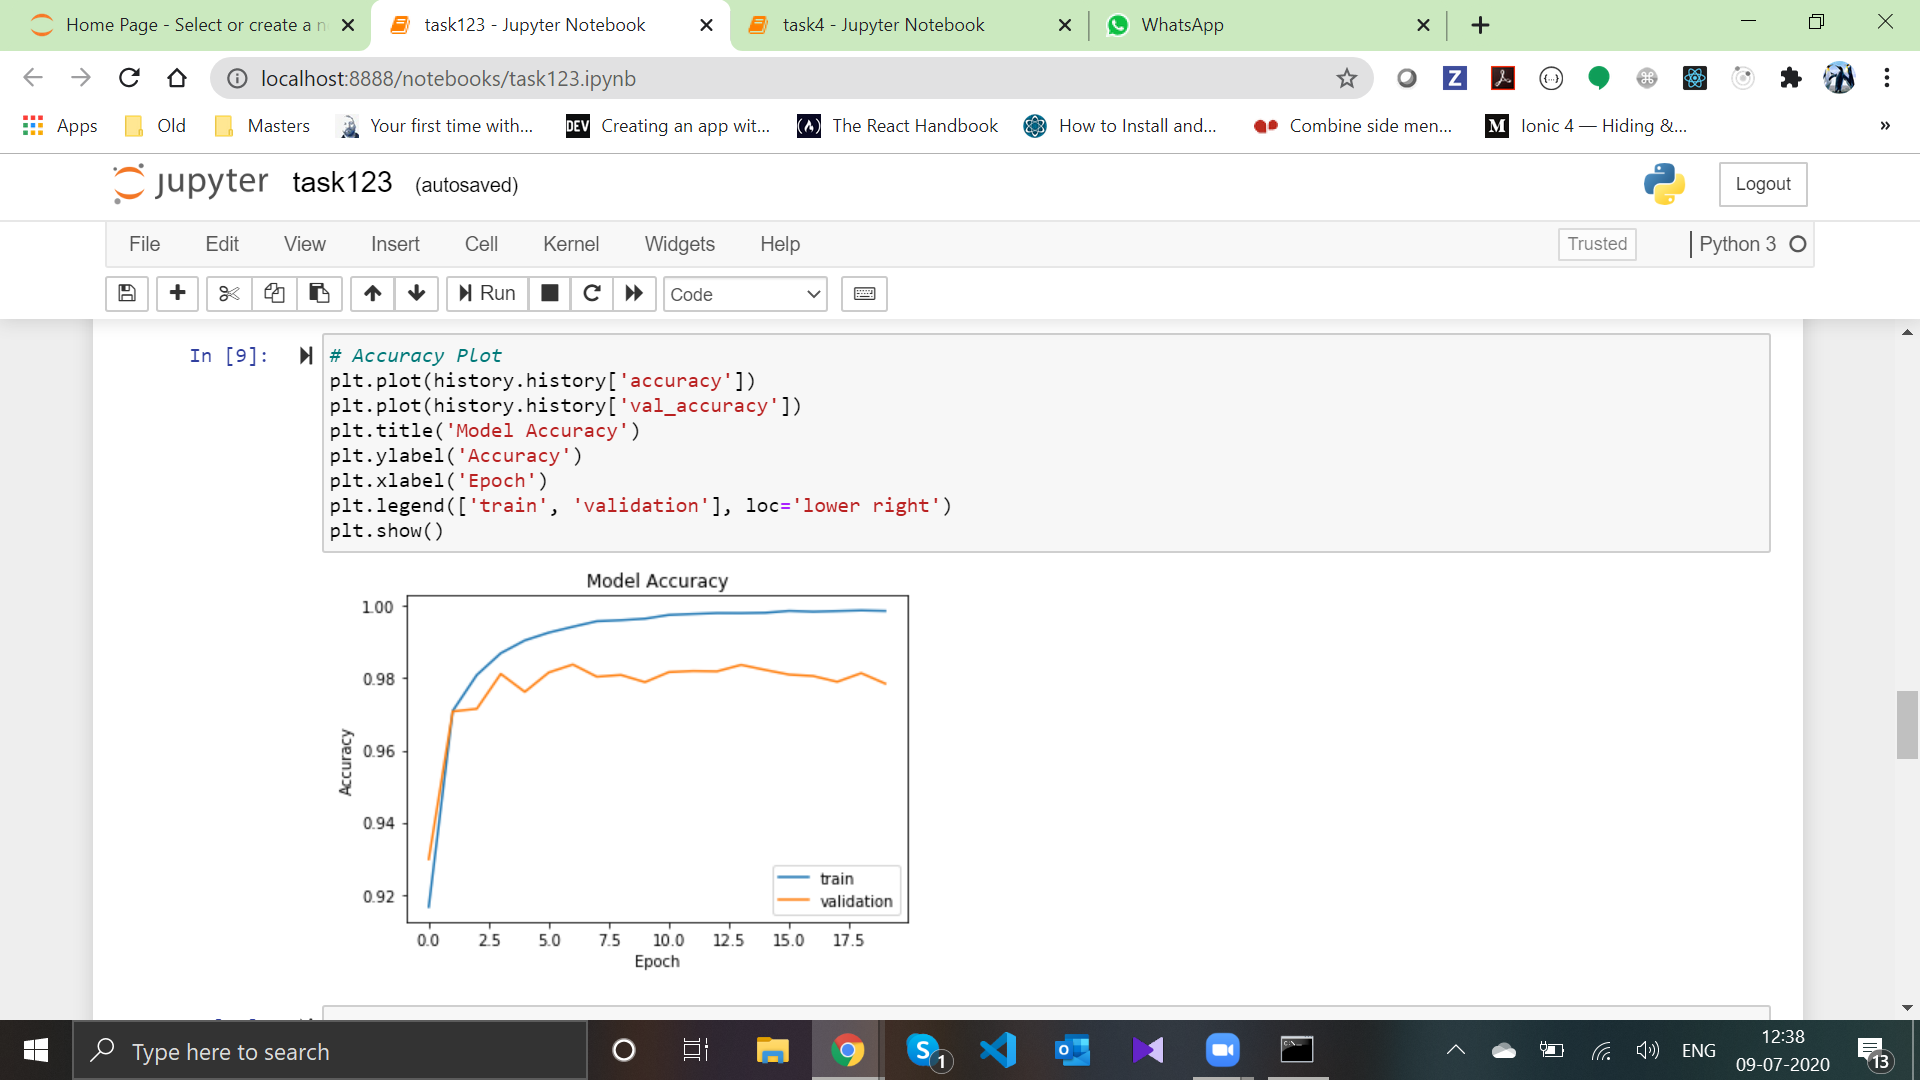 Home Page - Select or create a n
task123 - Jupyter Notebook
task4 - Jupyter Notebook
WhatsApp
localhost:8888/notebooks/task123.ipynb
Apps
Old
Masters
Your first time with...
DEV
Creating an app wit...
The React Handbook
How to Install and...
Combine side men...
M
Ionic 4 — Hiding &...
»
jupyter
task123
(autosaved)
Logout
File
Edit
View
Insert
Cell
Kernel
Widgets
Help
Trusted
Python 3
Run
Code
In [9]:
# Accuracy Plot
plt.plot(history.history['accuracy'])
plt.plot(history.history['val_accuracy'])
plt.title('Model Accuracy')
plt.ylabel('Accuracy')
plt.xlabel('Epoch')
plt.legend(['train', 'validation'], loc='lower right')
plt.show()
Model Accuracy
1.00
0.98
0.96
0.94
0.92
Accuracy
train
validation
0.0 2.5 5.0 7.5 10.0 12.5 15.0 17.5
Epoch
Type here to search
S
1
ENG
12:38
09-07-2020
13